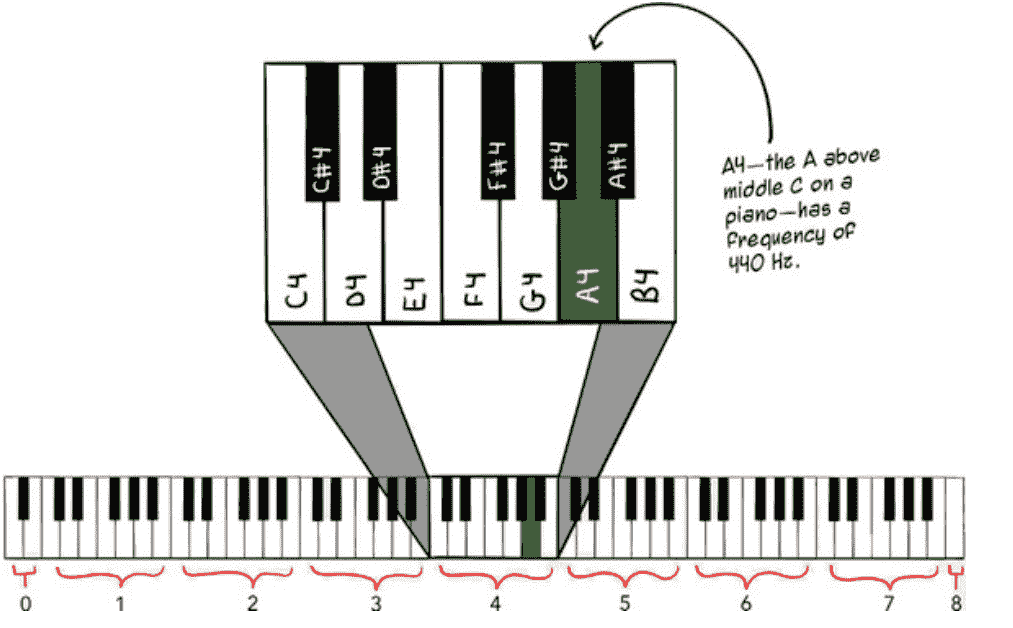 C#4 D#4 F#4 G#4 A#4
C4 D4 E4 F4 G4 A4 B4
A4—the A above
middle C on a
piano—has a
frequency of
440 Hz.
0 1 2 3 4 5 6 7 8